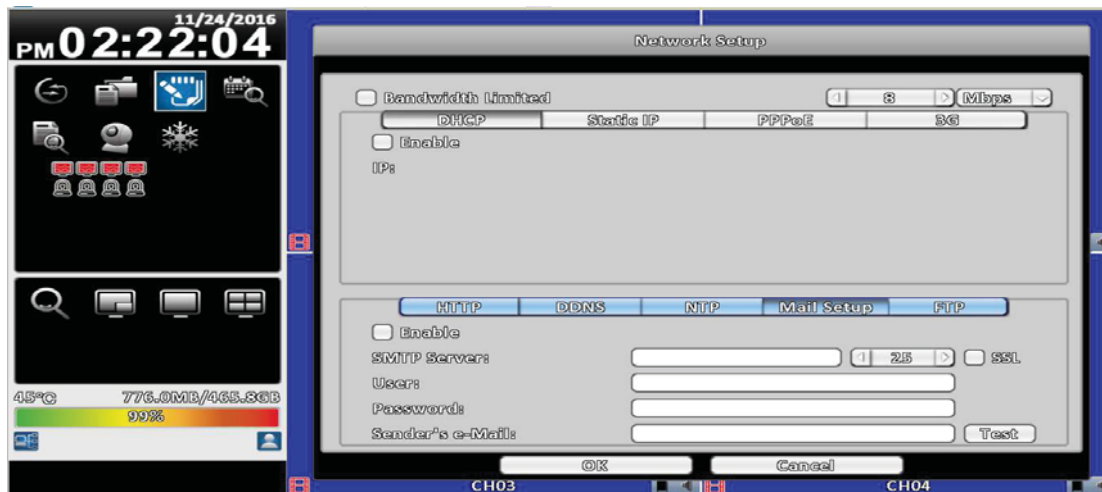 11/24/2016
PM 02:22:04
45°C 776.0MB/465.8GB
99%
Network Setup
Bandwidth Limited 8 Mbps
DHCP Static IP PPPoE 3G
Enable
IP:
HTTP DDNS NTP Mail Setup FTP
Enable
SMTP Server: 25 SSL
User:
Password:
Sender's e-Mail: Test
OK Cancel
CH03 CH04